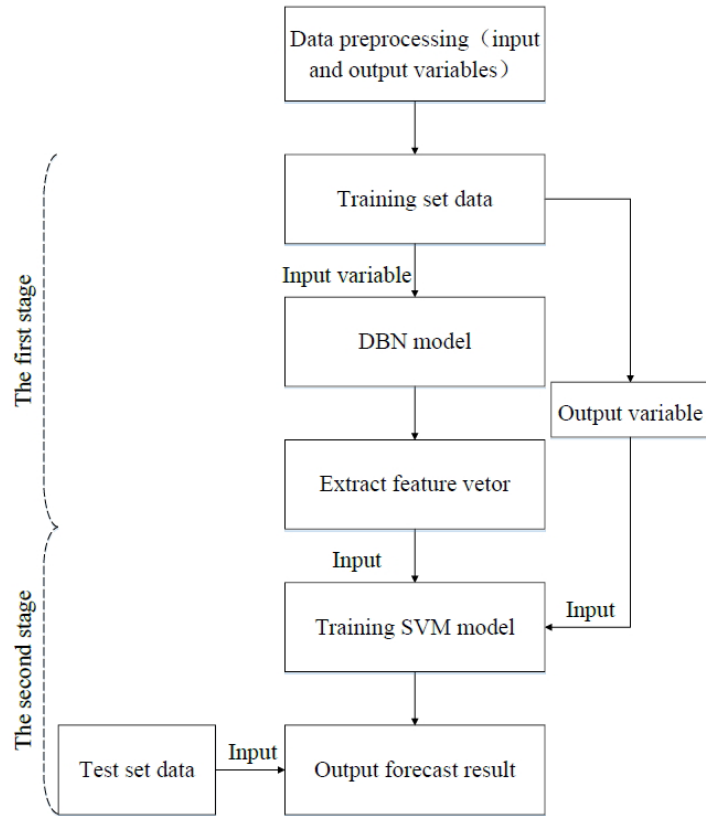 Data preprocessing（input
and output variables）
Training set data
Input variable
The first stage
DBN model
Output variable
Extract feature vetor
Input
Training SVM model
Input
The second stage
Test set data
Input
Output forecast result